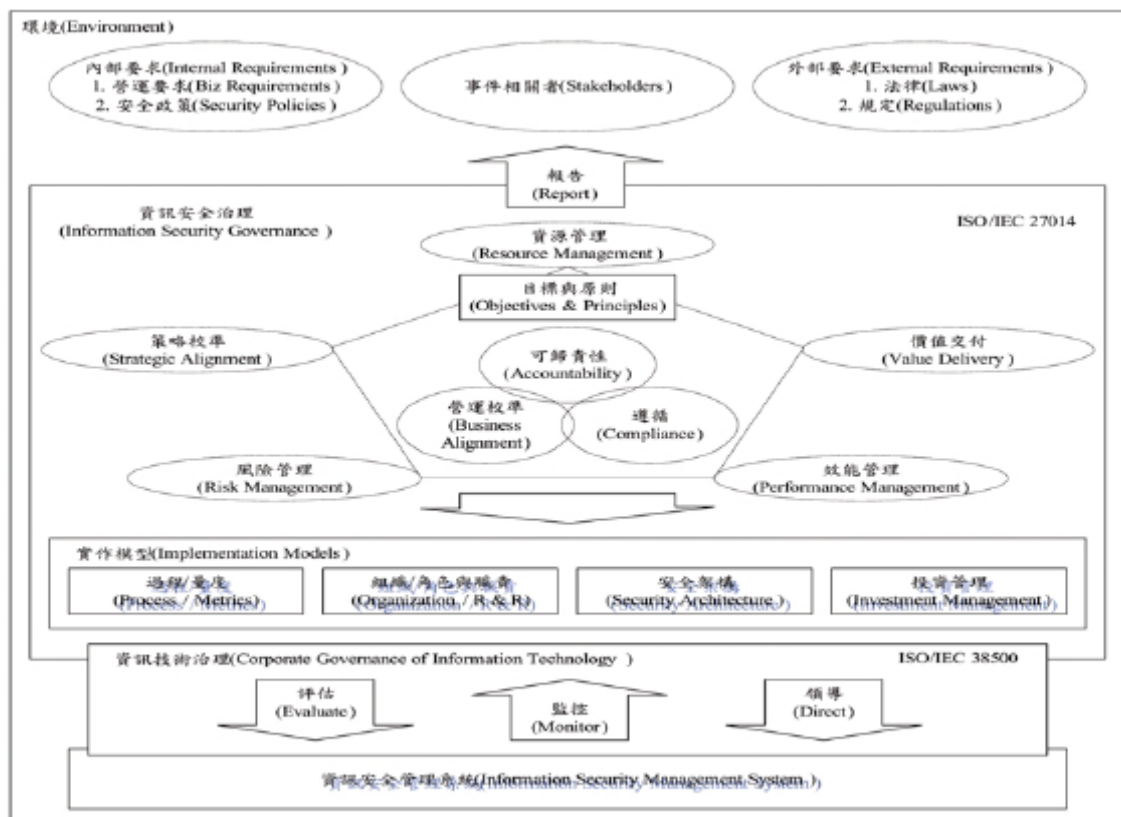 環境(Environment)
內部要求(Internal Requirements )
1. 營運要求(Biz Requirements)
2. 安全政策(Security Policies)
事件相關者(Stakeholders)
外部要求(External Requirements )
1. 法律(Laws)
2. 規定(Regulations)
報告
(Report)
資訊安全治理
(Information Security Governance )
ISO/IEC 27014
資源管理
(Resource Management)
目標與原則
(Objectives & Principles)
策略校準
(Strategic Alignment)
價值交付
(Value Delivery)
可歸責性
(Accountability)
營運校準
(Business
Alignment)
遵循
(Compliance)
風險管理
(Risk Management)
效能管理
(Performance Management)
實作模型(Implementation Models)
過程/量度
(Process / Metrics)
組織/角色與職責
(Organization / R & R)
安全架構
(Security Architecture )
投資管理
(Investment Management)
資訊技術治理(Corporate Governance of Information Technology )
ISO/IEC 38500
評估
(Evaluate)
監控
(Monitor)
領導
(Direct)
資訊安全管理系統(Information Security Management System )